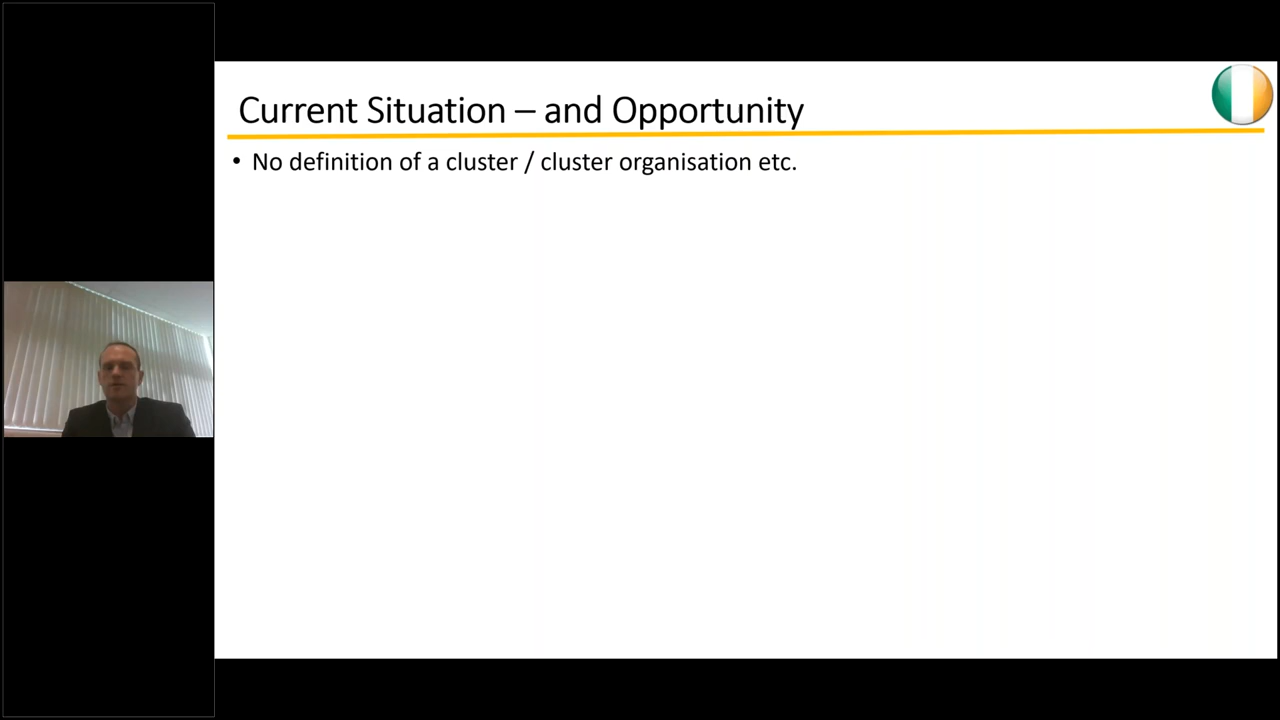 Current Situation – and Opportunity
• No definition of a cluster / cluster organisation etc.